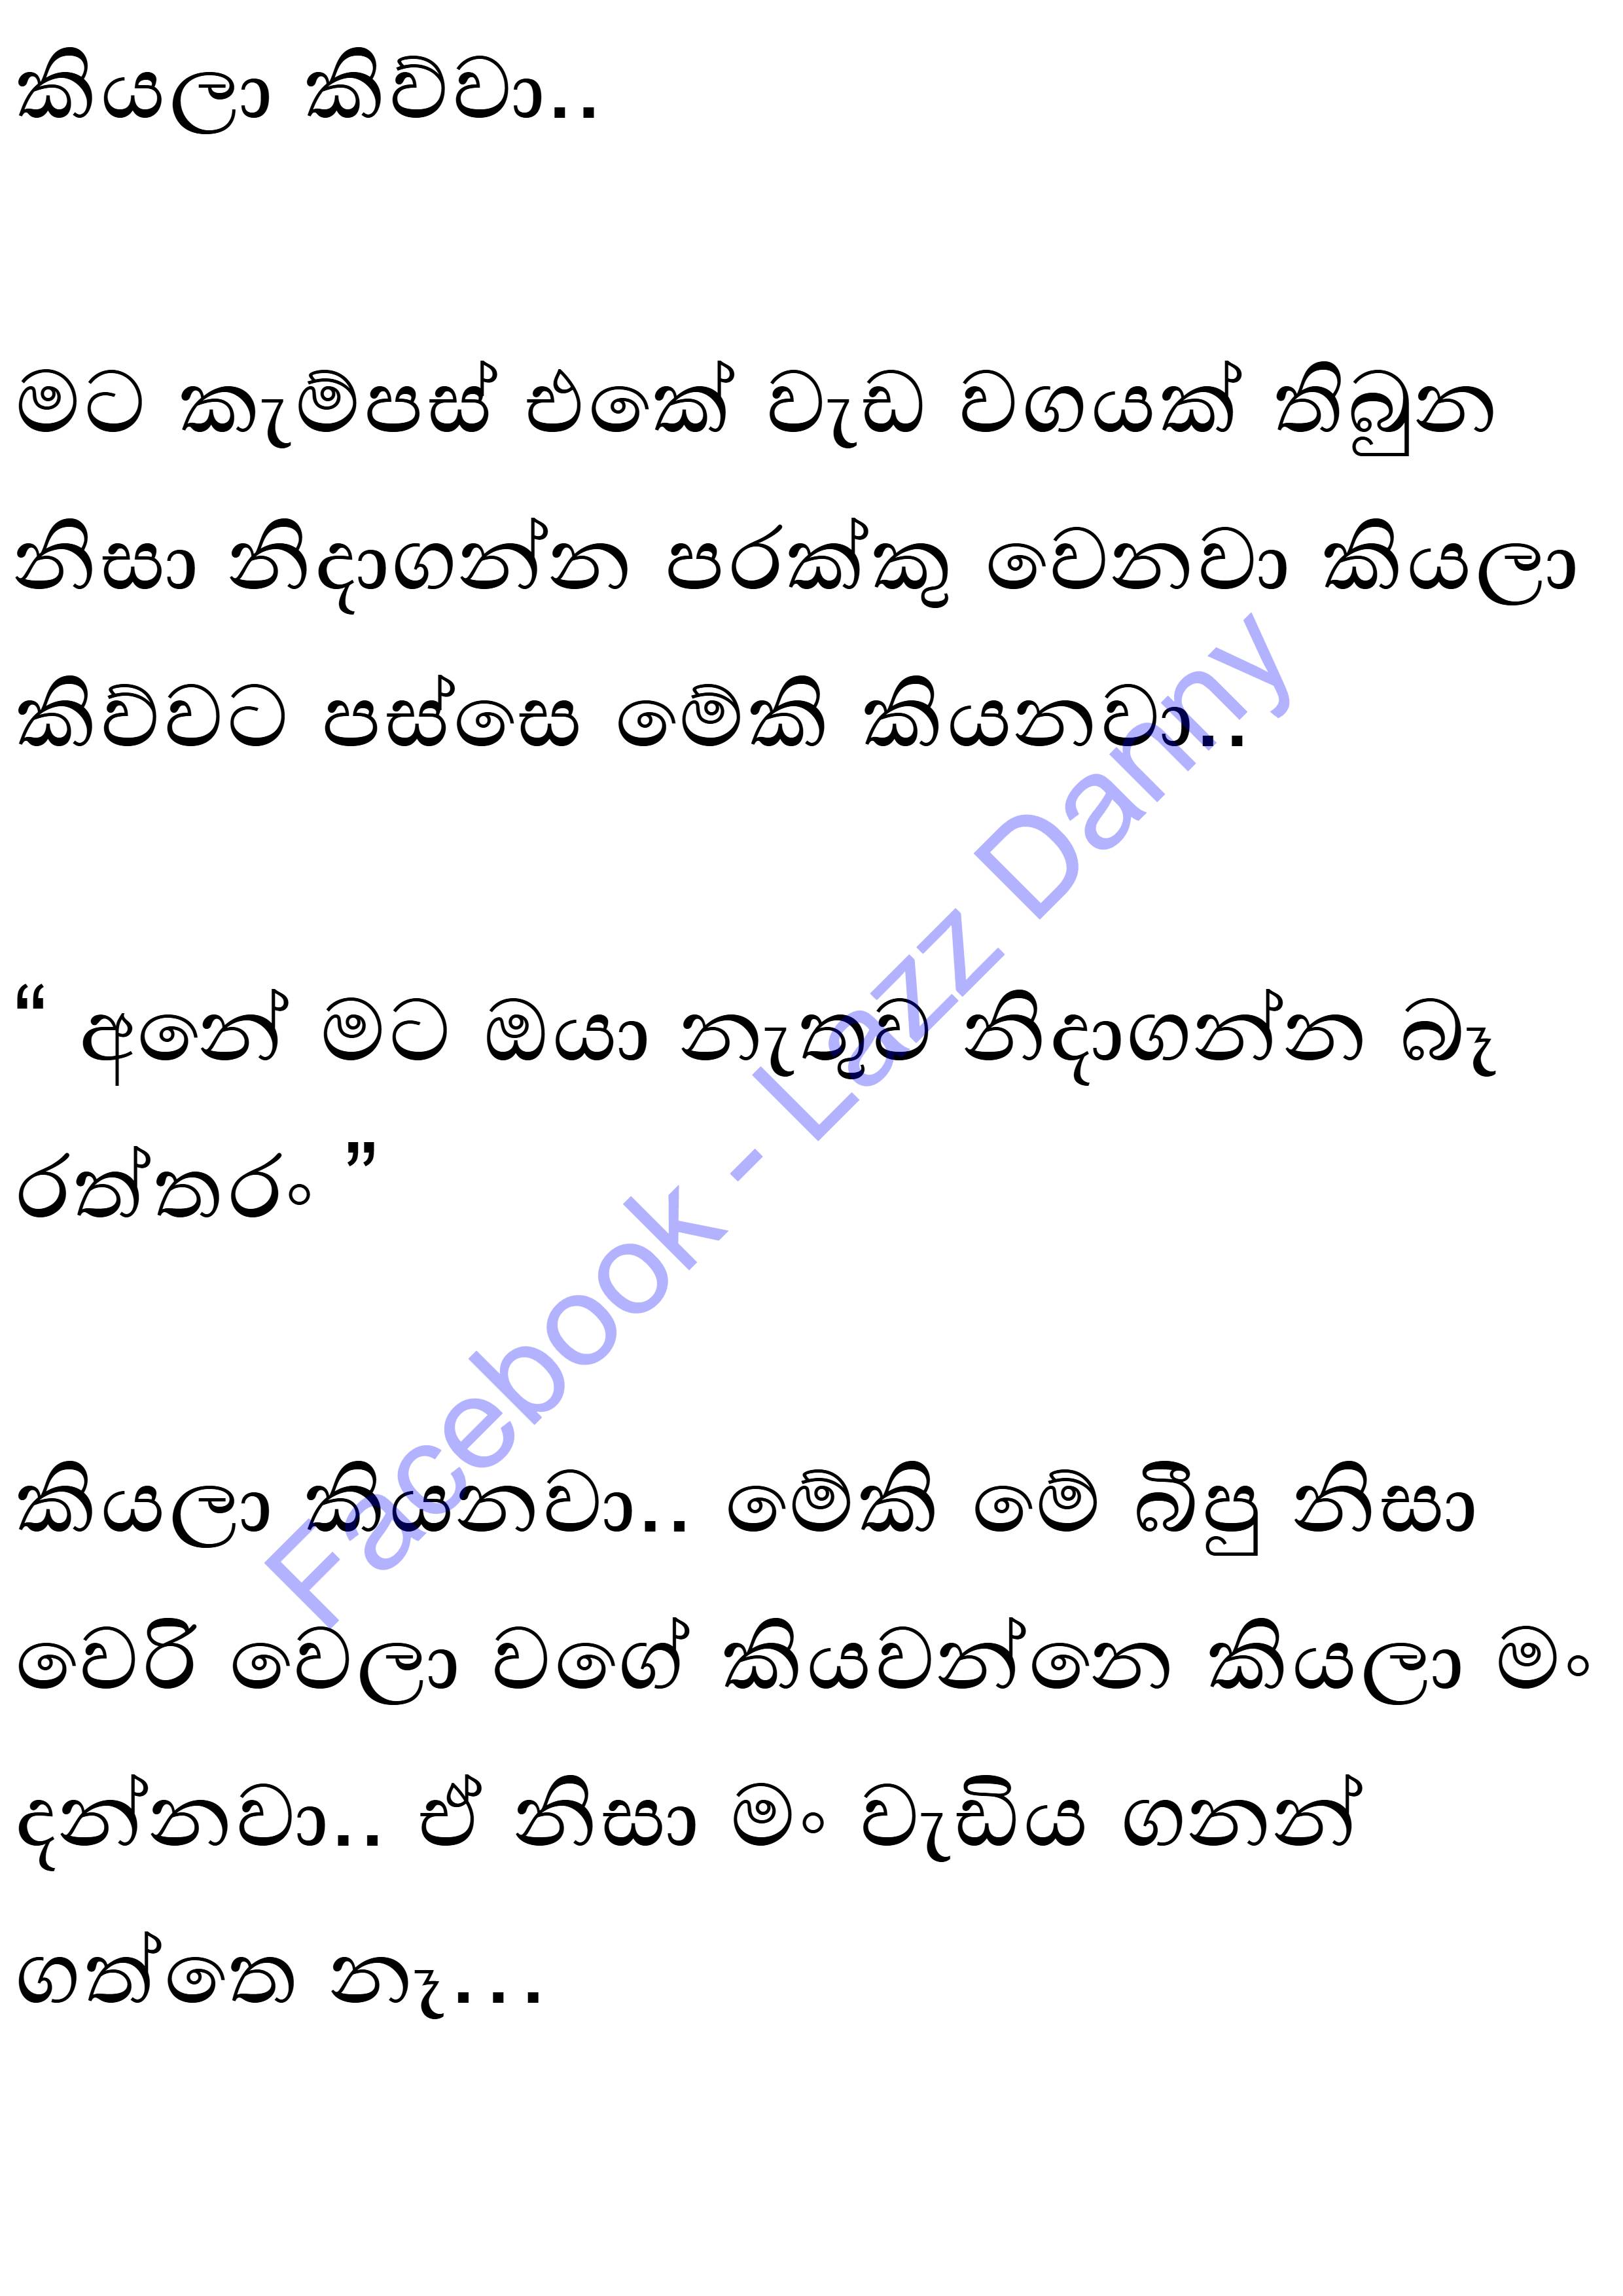 කියලා කිව්වා..
මට කැම්පස් එකේ වැඩ වගයක් තිබුන
නිසා නිදාගන්න පරක්කු වෙනවා කියලා
කිව්වට පස්සෙ මේකි කියනවා..
“ අනේ මට ඔයා නැතුව නිදාගන්න බෑ
රත්තරං ”
කියලා කියනවා.. මේකි මේ බීපු නිසා
වෙරි වෙලා වගේ කියවන්නෙ කියලා මං
දන්නවා.. ඒ නිසා මං වැඩිය ගනන්
ගත්තෙ නෑ...
Facebook - Lazz Danny